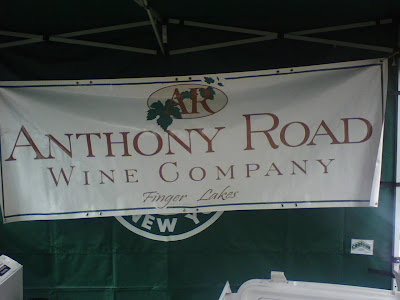 AR
ANTHONY ROAD
WINE COMPANY
Finger Lakes
NEW Y